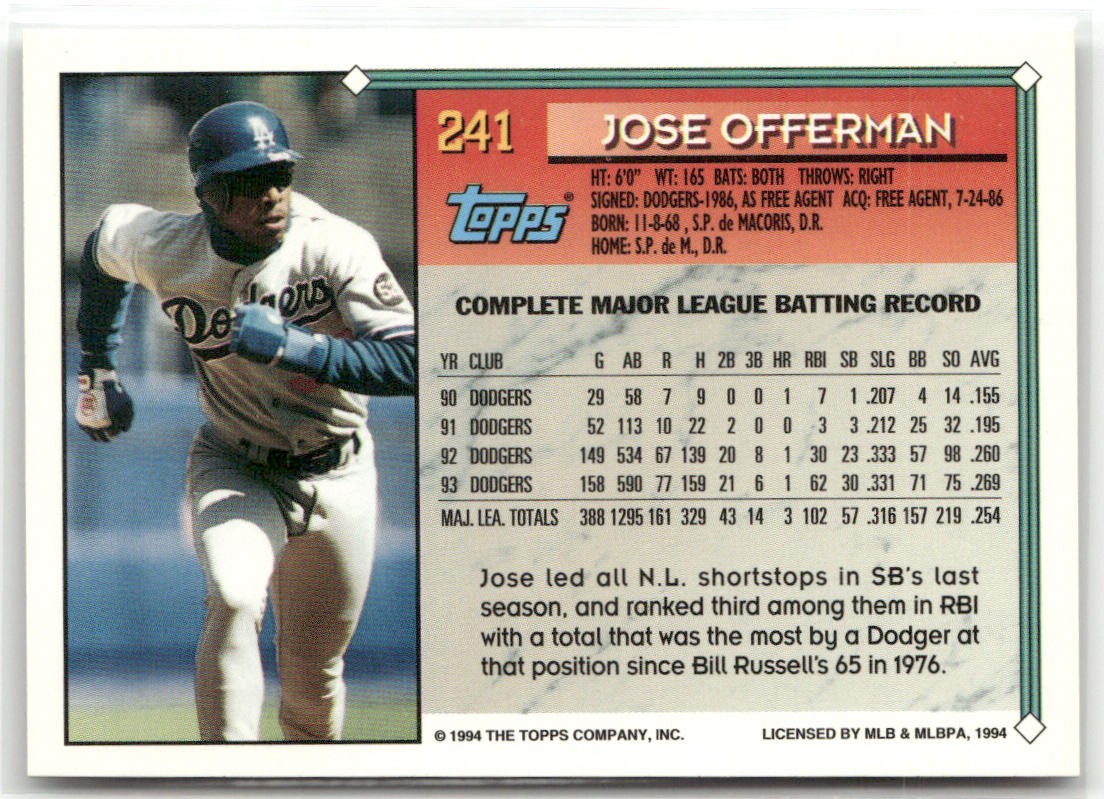 241
JOSE OFFERMAN
TOPPS®
HT: 6'0" WT: 165 BATS: BOTH THROWS: RIGHT
SIGNED: DODGERS-1986, AS FREE AGENT ACQ: FREE AGENT, 7-24-86
BORN: 11-8-68 , S.P. de MACORIS, D.R.
HOME: S.P. de M., D.R.
LA
Dodgers
COMPLETE MAJOR LEAGUE BATTING RECORD
YR CLUB G AB R H 2B 3B HR RBI SB SLG BB SO AVG
90 DODGERS 29 58 7 9 0 0 1 7 1 .207 4 14 .155
91 DODGERS 52 113 10 22 2 0 0 3 3 .212 25 32 .195
92 DODGERS 149 534 67 139 20 8 1 30 23 .333 57 98 .260
93 DODGERS 158 590 77 159 21 6 1 62 30 .331 71 75 .269
MAJ. LEA. TOTALS 388 1295 161 329 43 14 3 102 57 .316 157 219 .254
Jose led all N.L. shortstops in SB's last
season, and ranked third among them in RBI
with a total that was the most by a Dodger at
that position since Bill Russell's 65 in 1976.
© 1994 THE TOPPS COMPANY, INC.
LICENSED BY MLB & MLBPA, 1994